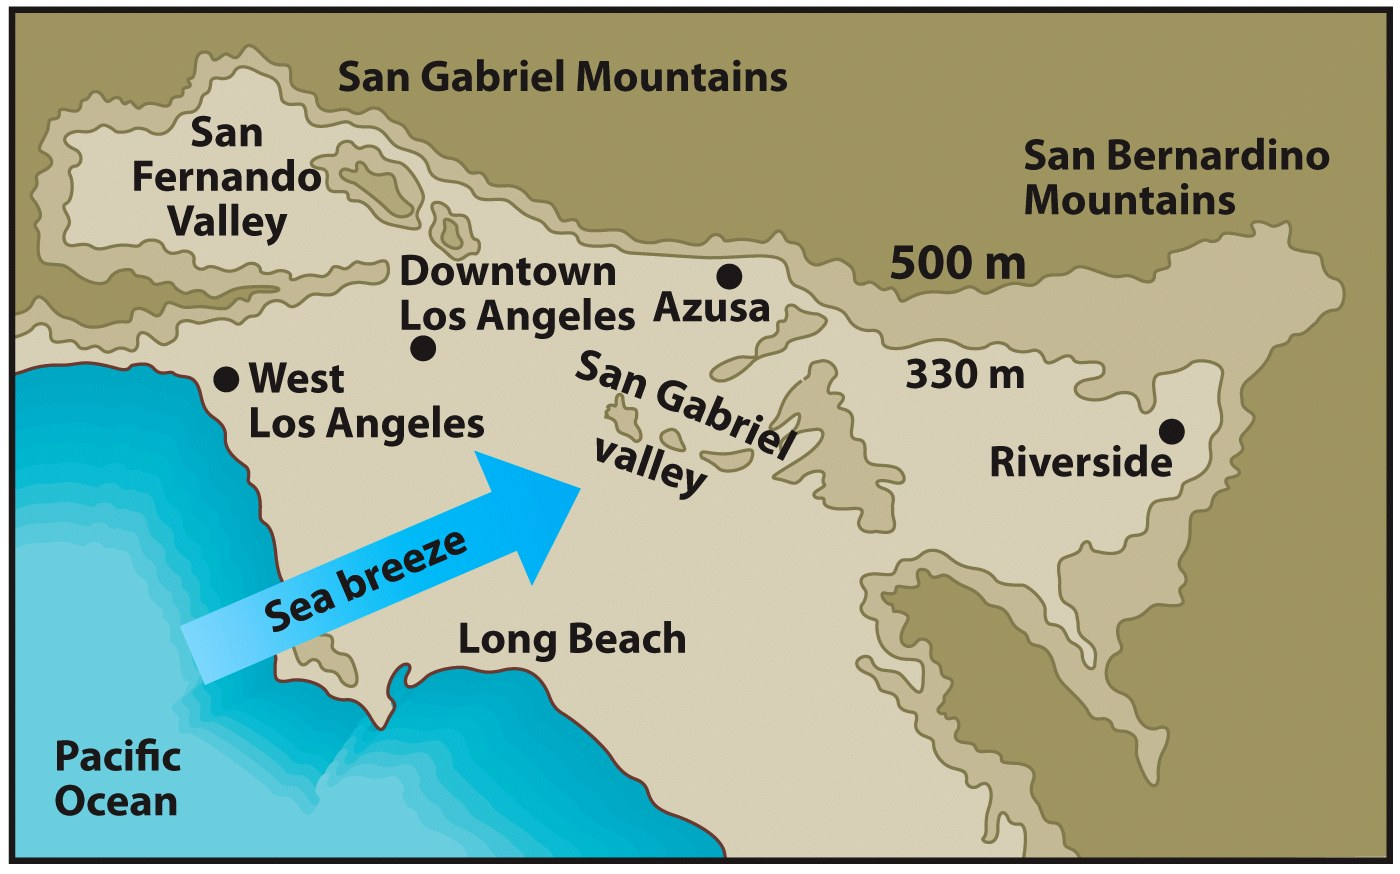 San Gabriel Mountains
San
Fernando
Valley
San Bernardino
Mountains
500 m
Downtown
Los Angeles
Azusa
West
Los Angeles
San Gabriel
valley
330 m
Riverside
Sea breeze
Long Beach
Pacific
Ocean